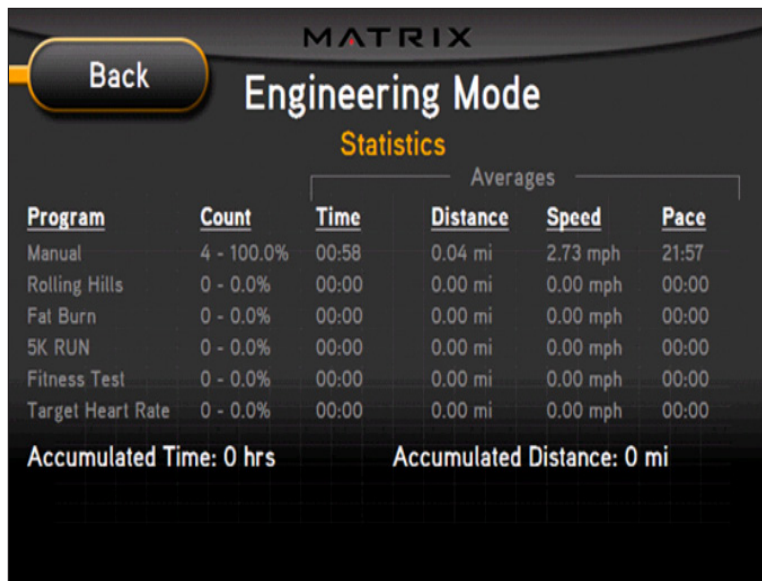 MATRIX
Back
Engineering Mode
Statistics
Averages
Program Count Time Distance Speed Pace
Manual 4 - 100.0% 00:58 0.04 mi 2.73 mph 21:57
Rolling Hills 0 - 0.0% 00:00 0.00 mi 0.00 mph 00:00
Fat Burn 0 - 0.0% 00:00 0.00 mi 0.00 mph 00:00
5K RUN 0 - 0.0% 00:00 0.00 mi 0.00 mph 00:00
Fitness Test 0 - 0.0% 00:00 0.00 mi 0.00 mph 00:00
Target Heart Rate 0 - 0.0% 00:00 0.00 mi 0.00 mph 00:00
Accumulated Time: 0 hrs Accumulated Distance: 0 mi